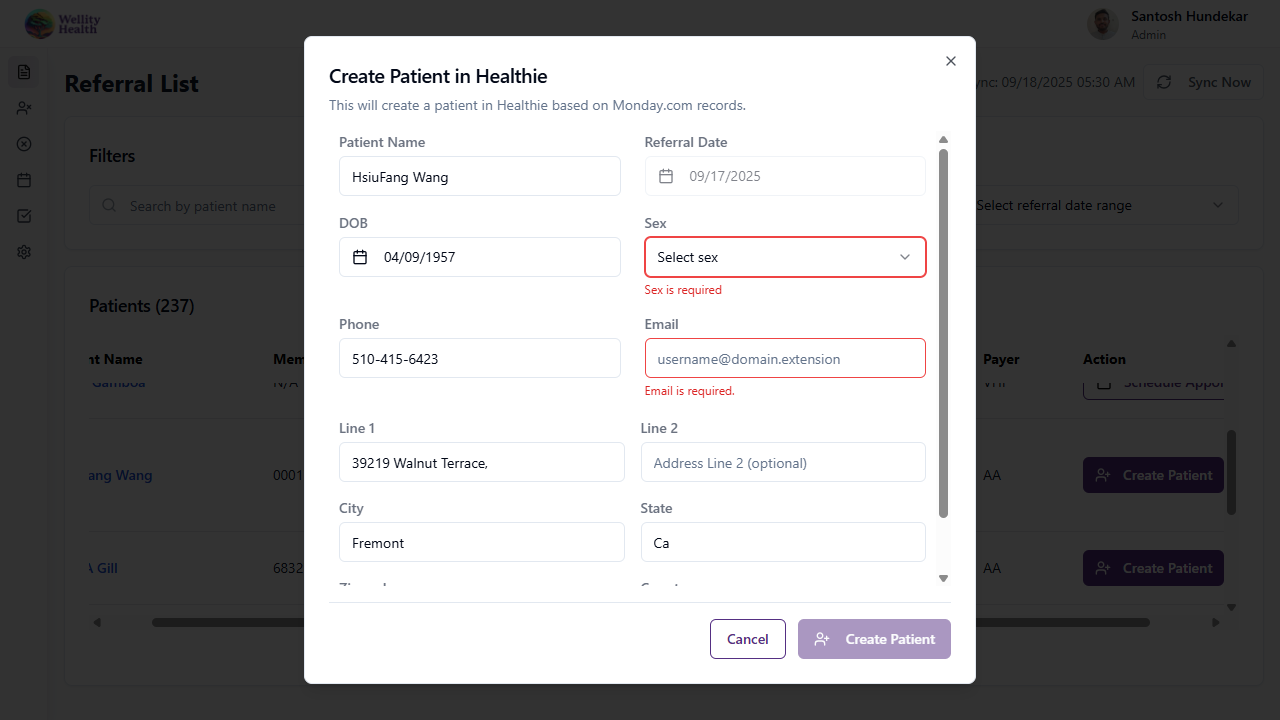 Wellity
Health
Santosh Hundekar
Admin
Referral List
nc: 09/18/2025 05:30 AM
Sync Now
Filters
Search by patient name
Select referral date range
Patients (237)
nt Name
Mem
Payer
Action
Gamboa
N/A
VHP
Schedule Appoi
ang Wang
0001
AA
Create Patient
A Gill
6832
AA
Create Patient
Create Patient in Healthie
This will create a patient in Healthie based on Monday.com records.
Patient Name
Referral Date
HsiuFang Wang
09/17/2025
DOB
Sex
04/09/1957
Select sex
Sex is required
Phone
Email
510-415-6423
username@domain.extension
Email is required.
Line 1
Line 2
39219 Walnut Terrace,
Address Line 2 (optional)
City
State
Fremont
Ca
Cancel
Create Patient